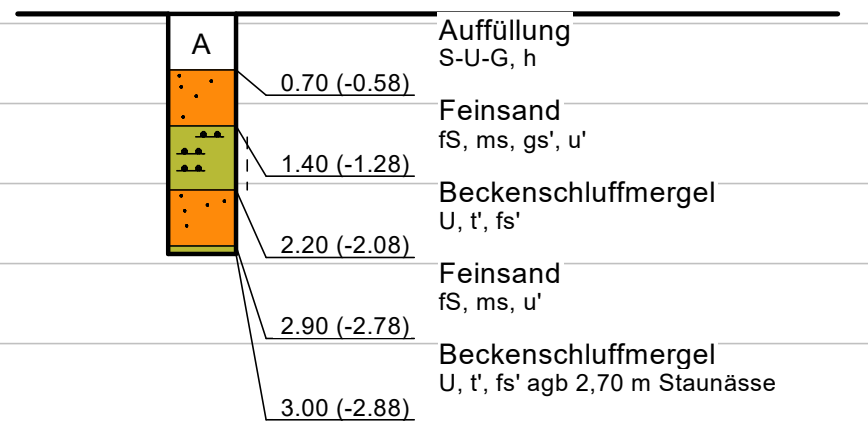 A
Auffüllung
S-U-G, h
0.70 (-0.58)
Feinsand
fS, ms, gs', u'
1.40 (-1.28)
Beckenschluffmergel
U, t', fs'
2.20 (-2.08)
Feinsand
fS, ms, u'
2.90 (-2.78)
Beckenschluffmergel
U, t', fs' agb 2,70 m Staunässe
3.00 (-2.88)